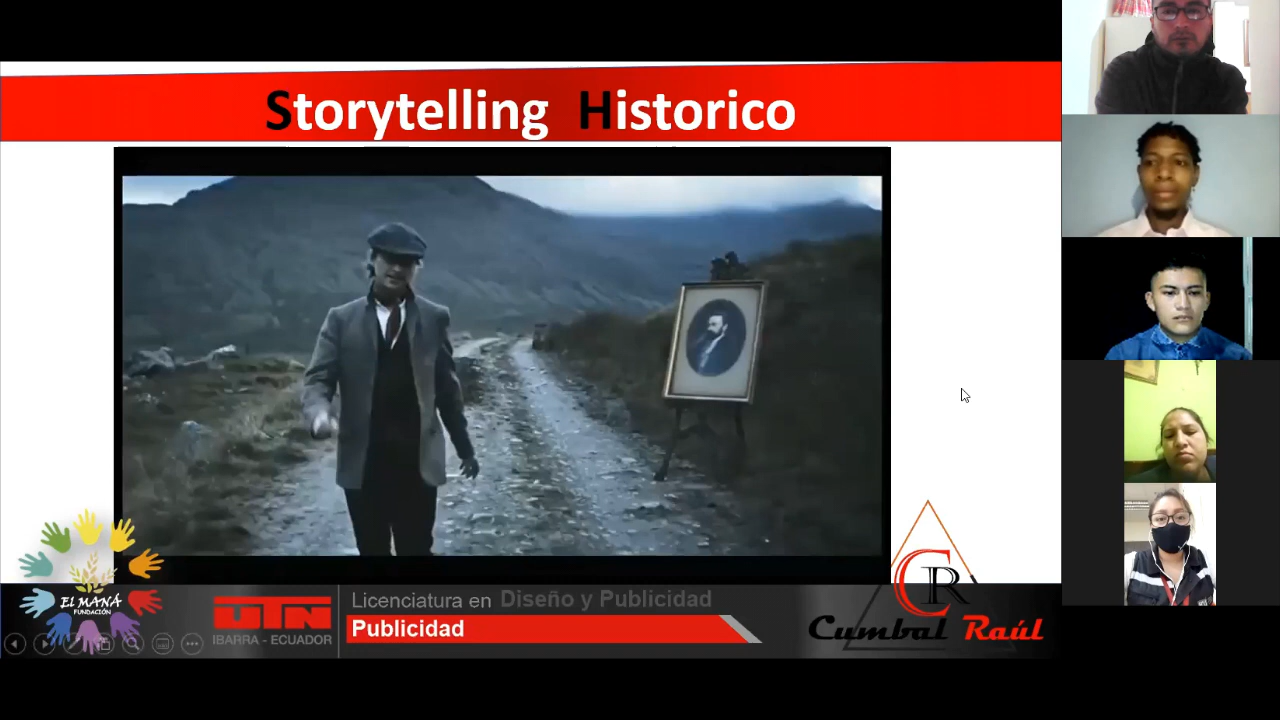 Storytelling Historico
EL MANÁ
FUNDACIÓN
UTN
IBARRA - ECUADOR
Licenciatura en Diseño y Publicidad
Publicidad
CR
Cumbal Raúl